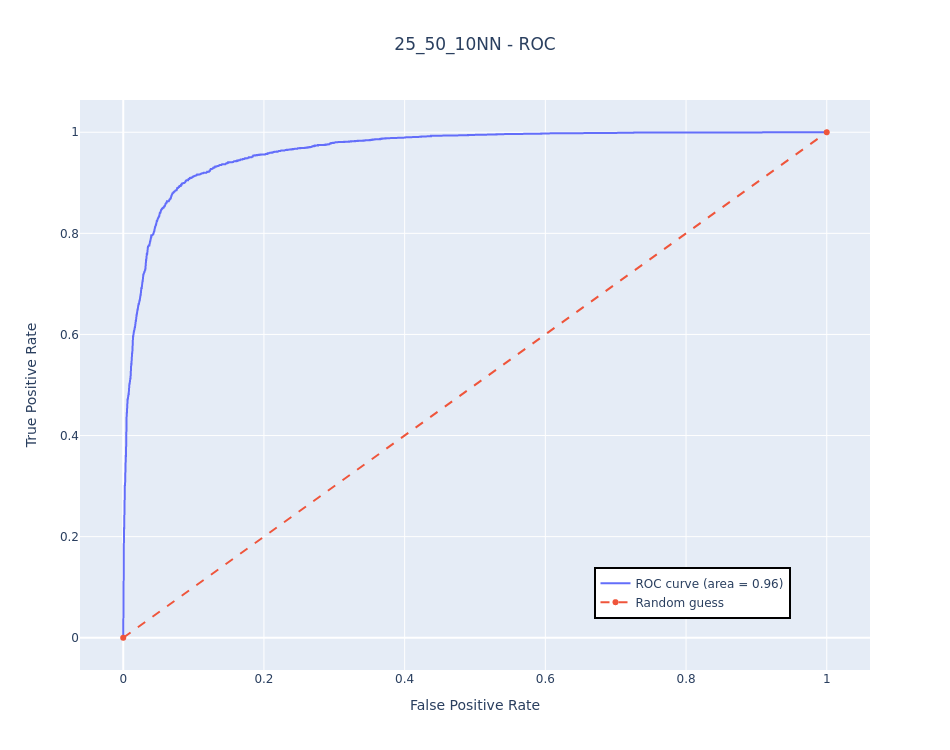 25_50_10NN - ROC
True Positive Rate
1
0.8
0.6
0.4
0.2
0
ROC curve (area = 0.96)
Random guess
0
0.2
0.4
0.6
0.8
1
False Positive Rate